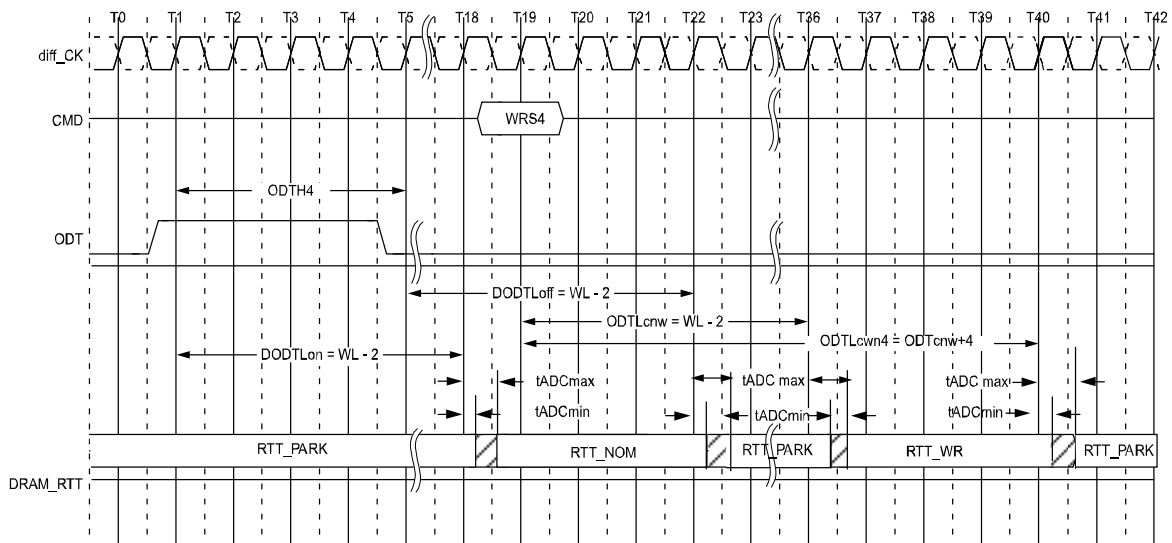 T0 T1 T2 T3 T4 T5 T18 T19 T20 T21 T22 T23 T36 T37 T38 T39 T40 T41 T42
diff_CK
CMD
WRS4
ODTH4
ODT
DODTLoff = WL - 2
ODTLcnw = WL - 2
ODTLcwn4 = ODTcnw+4
DODTLon = WL - 2
tADCmax tADC max tADC max
tADCmin tADCmin tADCmin
RTT_PARK RTT_NOM RTT_PARK RTT_WR RTT_PARK
DRAM_RTT